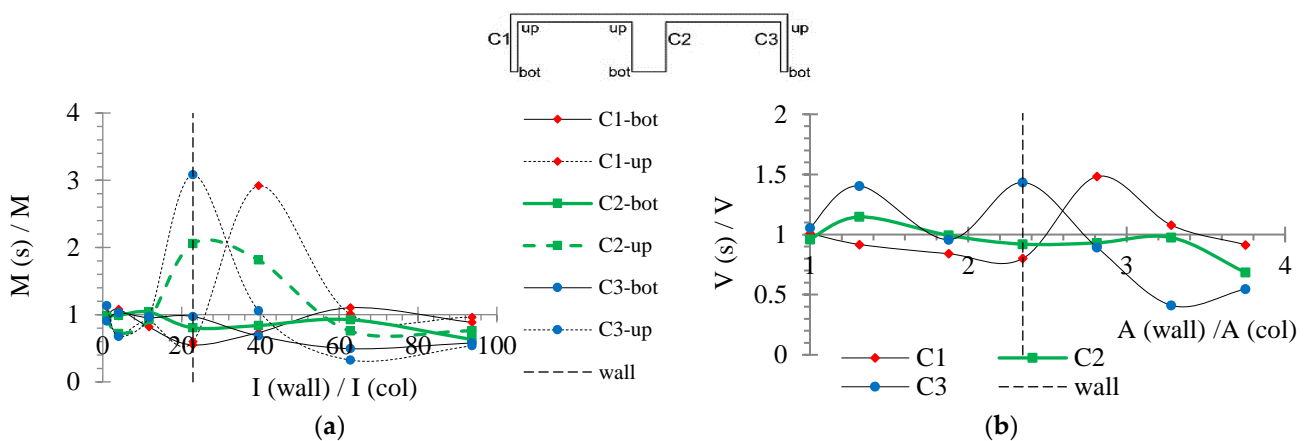 up up up
C1 C2 C3
bot bot bot
M (s) / M
4
3
2
1
0
0 20 40 60 80 100
I (wall) / I (col)
C1-bot
C1-up
C2-bot
C2-up
C3-bot
C3-up
wall
(a)
V (s) / V
2
1.5
1
0.5
0
1 2 3 4
A (wall) /A (col)
C1 C2
C3 wall
(b)